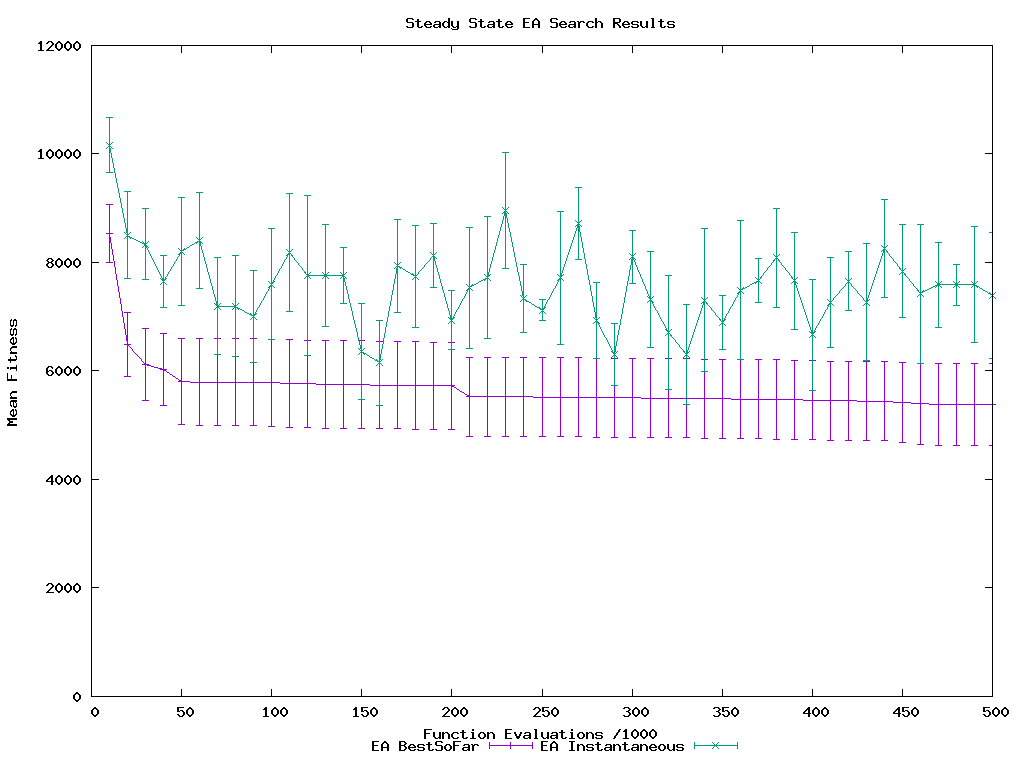 Steady State EA Search Results
12000
10000
8000
6000
4000
2000
0
Mean Fitness
0 50 100 150 200 250 300 350 400 450 500
Function Evaluations /1000
EA BestSoFar EA Instantaneous